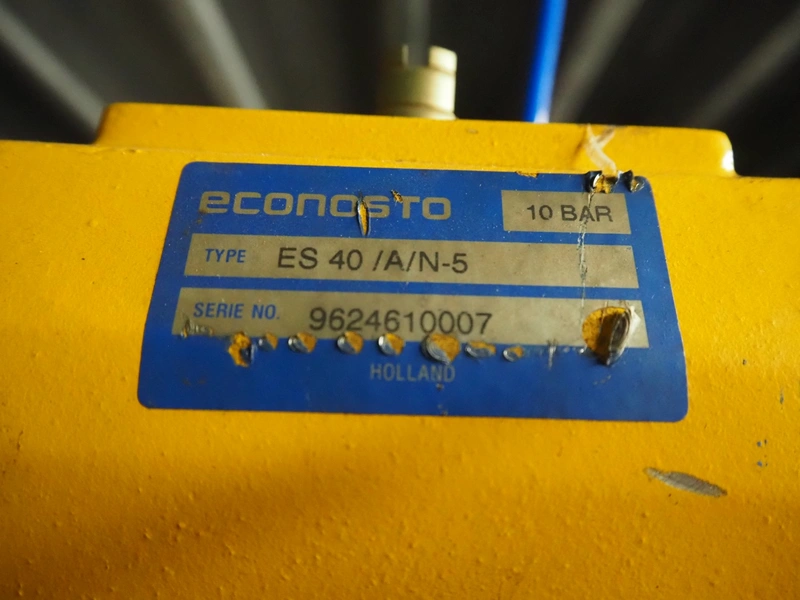 econosto
10 BAR
TYPE ES 40 /A/N-5
SERIE NO. 9624610007
HOLLAND